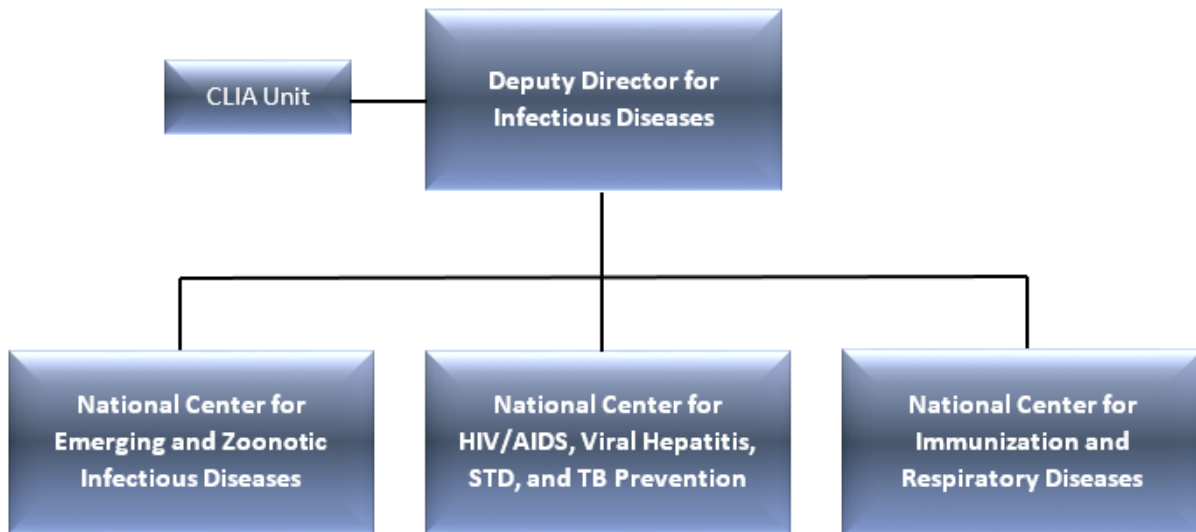 CLIA Unit
Deputy Director for
Infectious Diseases
National Center for
Emerging and Zoonotic
Infectious Diseases
National Center for
HIV/AIDS, Viral Hepatitis,
STD, and TB Prevention
National Center for
Immunization and
Respiratory Diseases